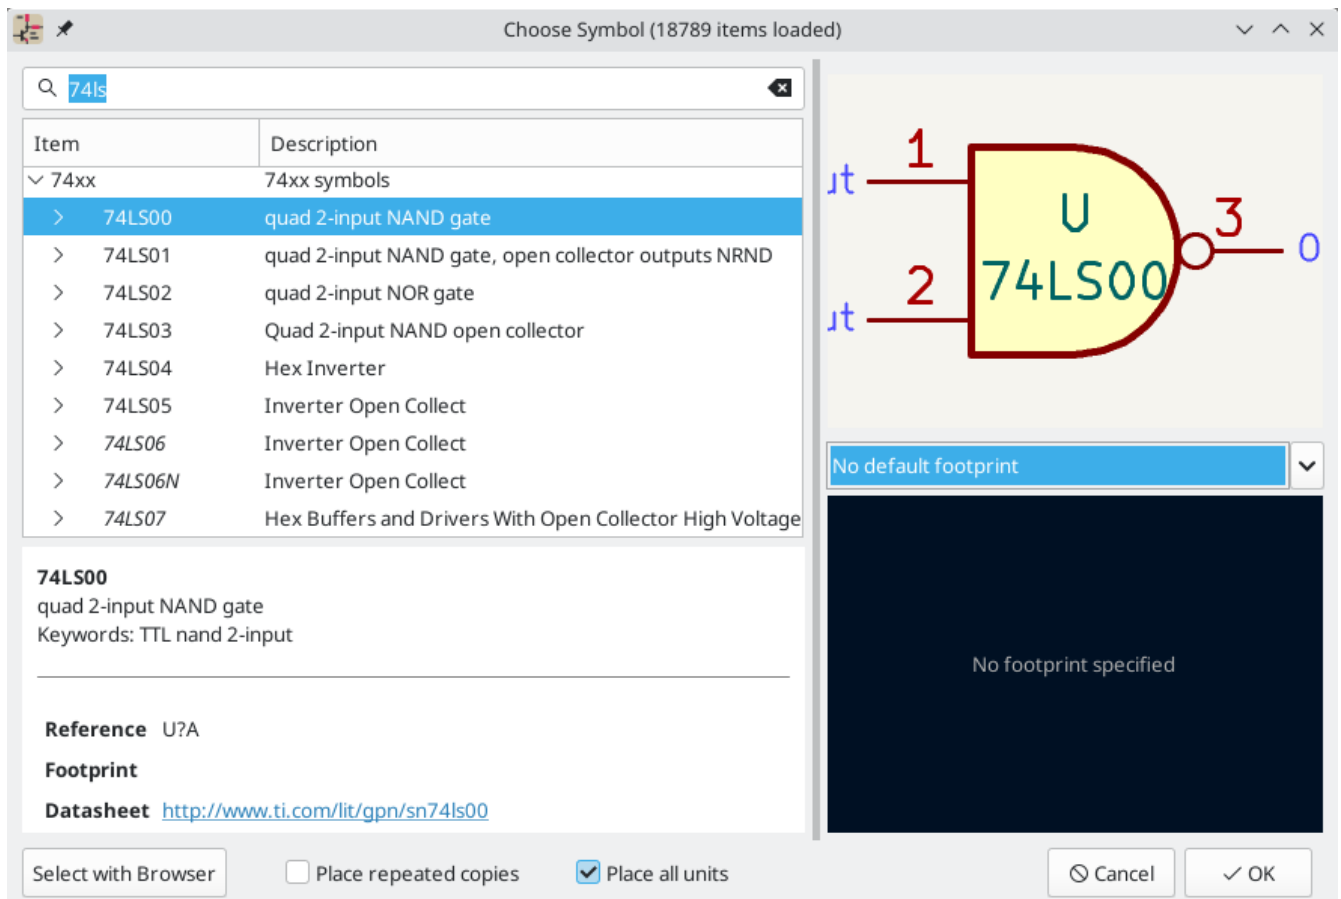 Choose Symbol (18789 items loaded)
74ls
Item Description
74xx 74xx symbols
74LS00 quad 2-input NAND gate
74LS01 quad 2-input NAND gate, open collector outputs NRND
74LS02 quad 2-input NOR gate
74LS03 Quad 2-input NAND open collector
74LS04 Hex Inverter
74LS05 Inverter Open Collect
74LS06 Inverter Open Collect
74LS06N Inverter Open Collect
74LS07 Hex Buffers and Drivers With Open Collector High Voltage
74LS00
quad 2-input NAND gate
Keywords: TTL nand 2-input
Reference U?A
Footprint
Datasheet http://www.ti.com/lit/gpn/sn74ls00
1
ut
U
3
O
74LS00
2
ut
No default footprint
No footprint specified
Select with Browser Place repeated copies Place all units Cancel OK